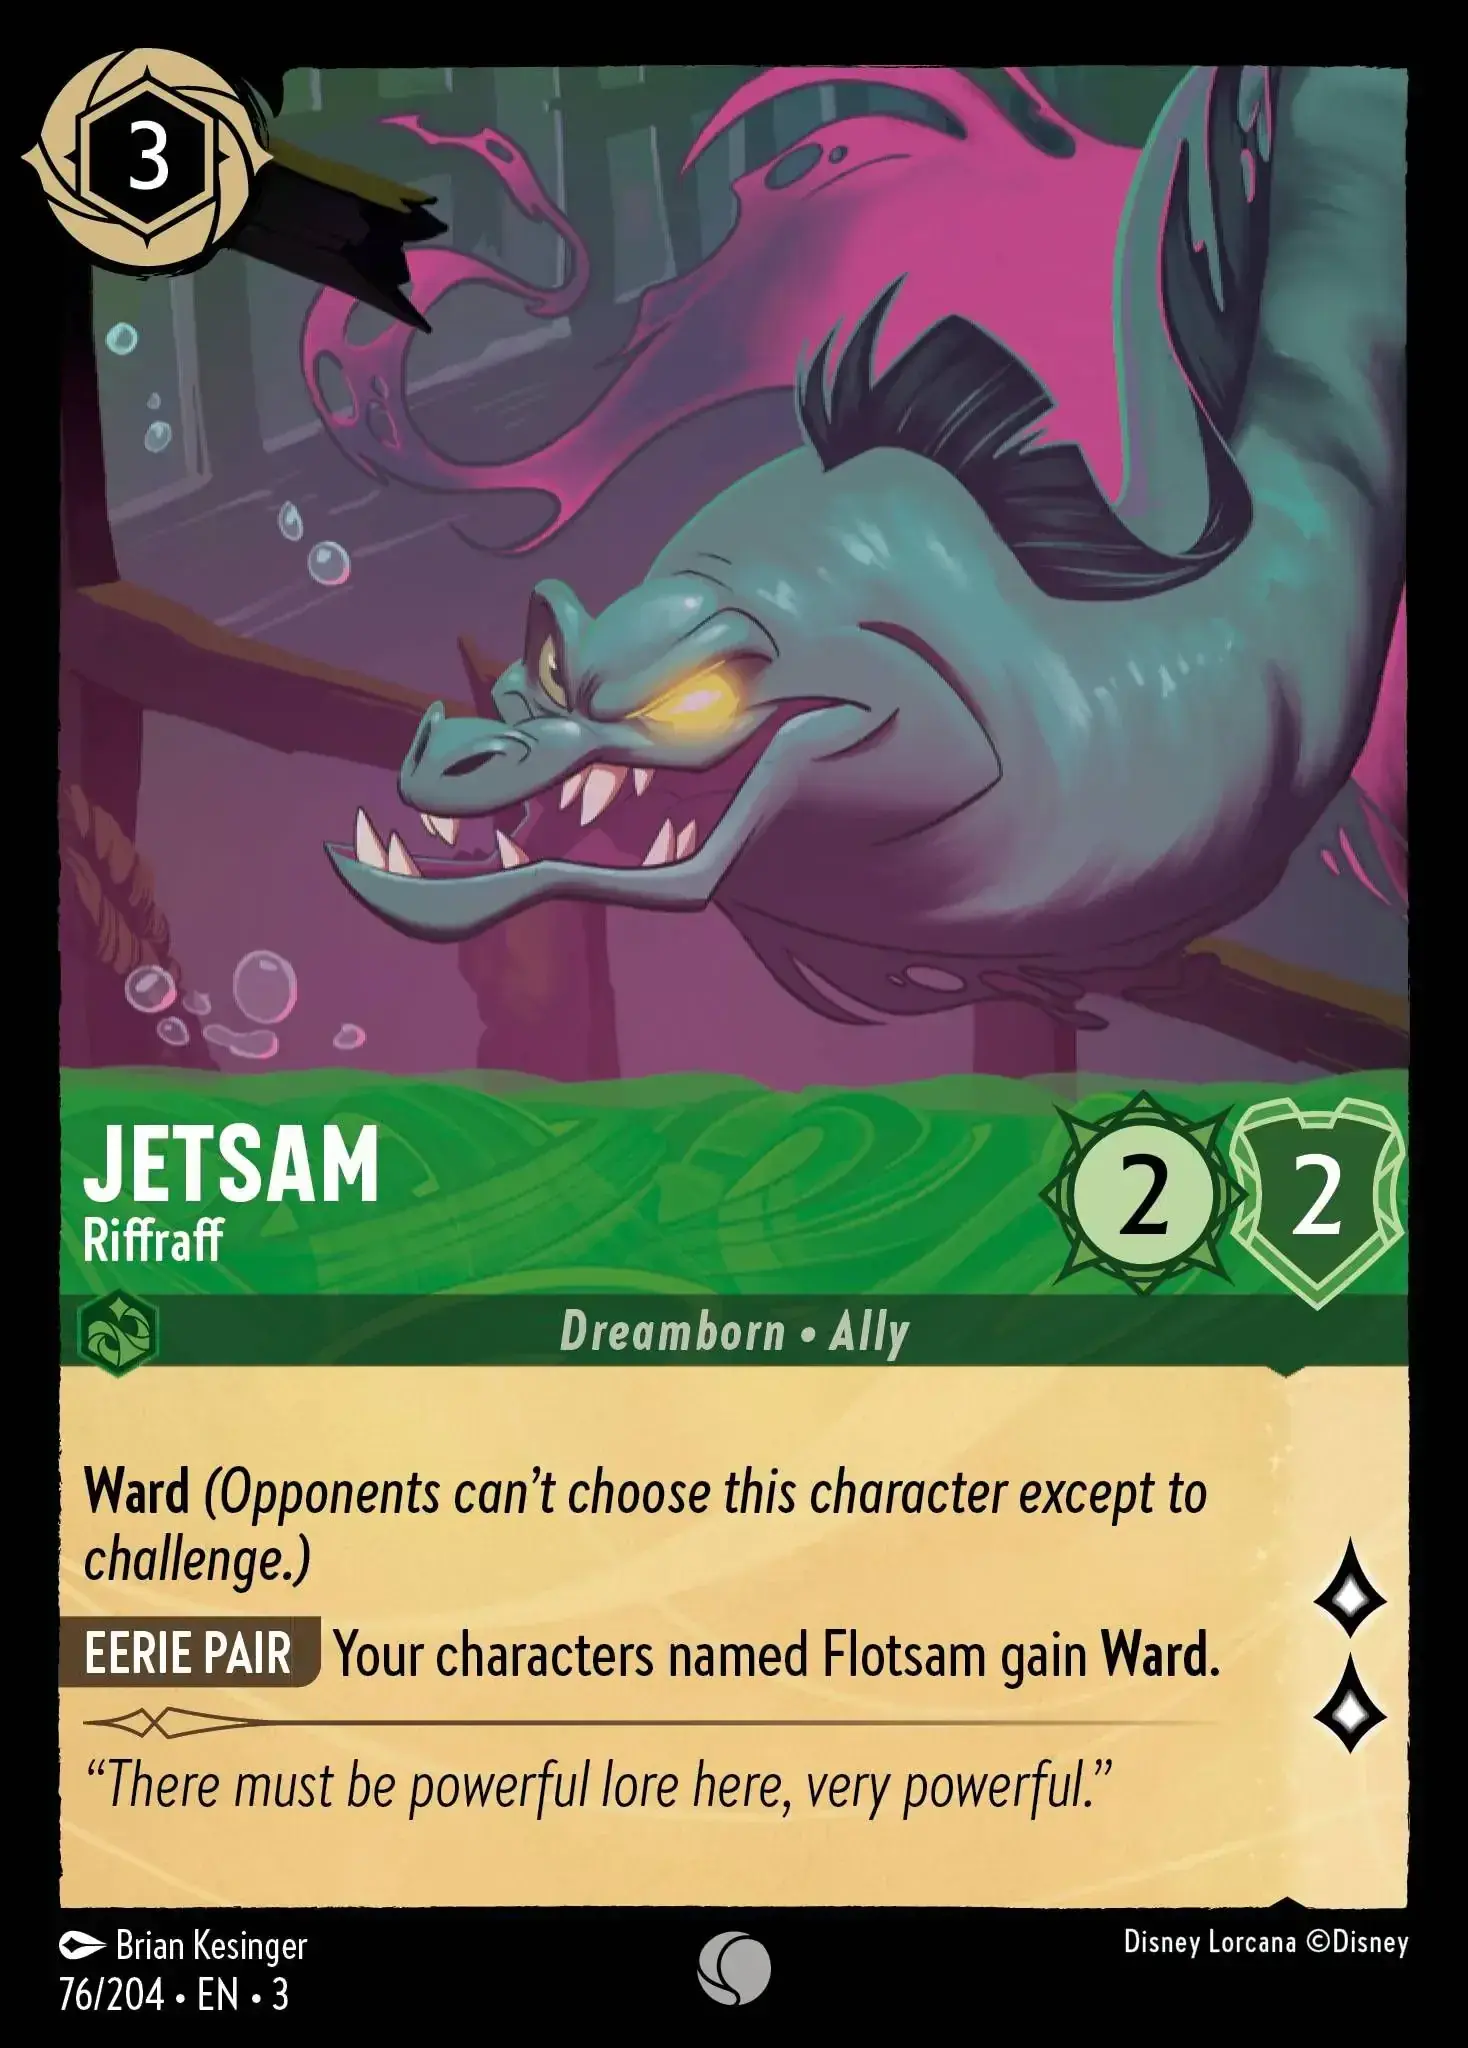 3
JETSAM
Riffraff
2
2
Dreamborn • Ally
Ward (Opponents can’t choose this character except to
challenge.)
EERIE PAIR Your characters named Flotsam gain Ward.
“There must be powerful lore here, very powerful.”
Brian Kesinger
76/204 • EN • 3
Disney Lorcana ©Disney